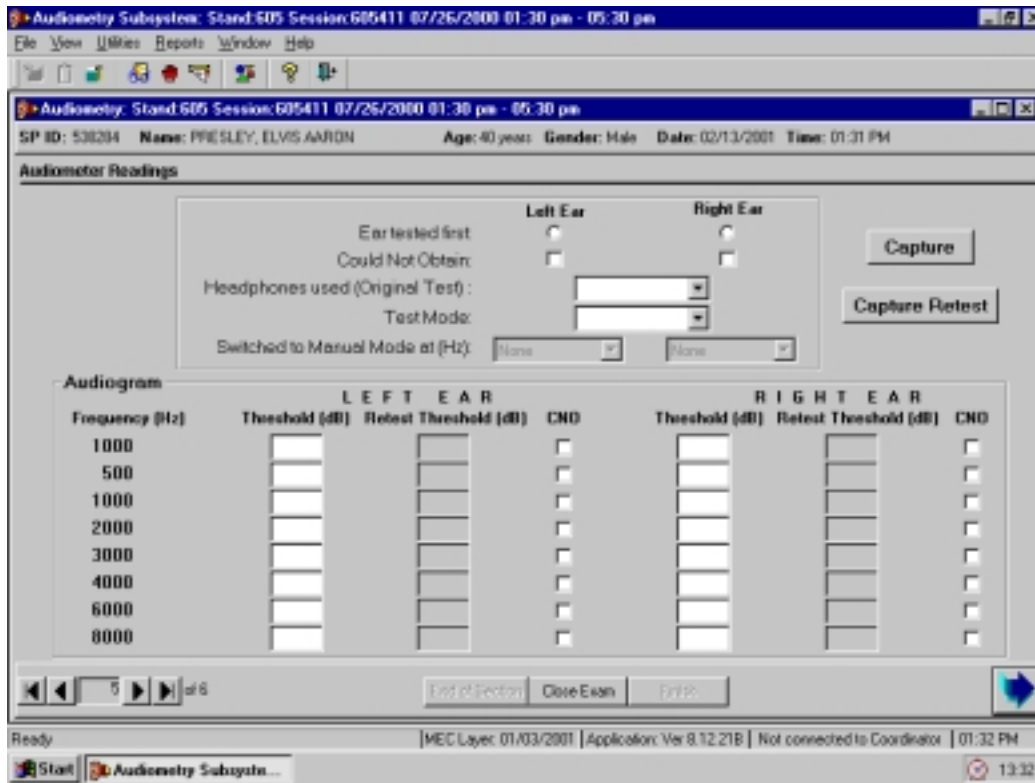 Audiometry Subsystem: Stand:605 Session:605411 07/26/2000 01:30 pm - 05:30 pm
File View Utilities Reports Window Help
Audiometry: Stand:605 Session:605411 07/26/2000 01:30 pm - 05:30 pm
SP ID: 538284 Name: PRESLEY, ELVIS AARON Age: 40 years Gender: Male Date: 02/13/2001 Time: 01:31 PM
Audiometer Readings
Left Ear Right Ear
Ear tested first
Could Not Obtain:
Capture
Headphones used (Original Test) :
Capture Retest
Test Mode:
Switched to Manual Mode at (Hz): None None
Audiogram
LEFT EAR RIGHT EAR
Frequency (Hz) Threshold (dB) Retest Threshold (dB) CNO Threshold (dB) Retest Threshold (dB) CNO
1000
500
1000
2000
3000
4000
6000
8000
5 of 6 End of Section Close Exam Finish
Ready MEC Layer: 01/03/2001 Application: Ver 8.12.21B Not connected to Coordinator 01:32 PM
Start Audiometry Subsyste... 13:32